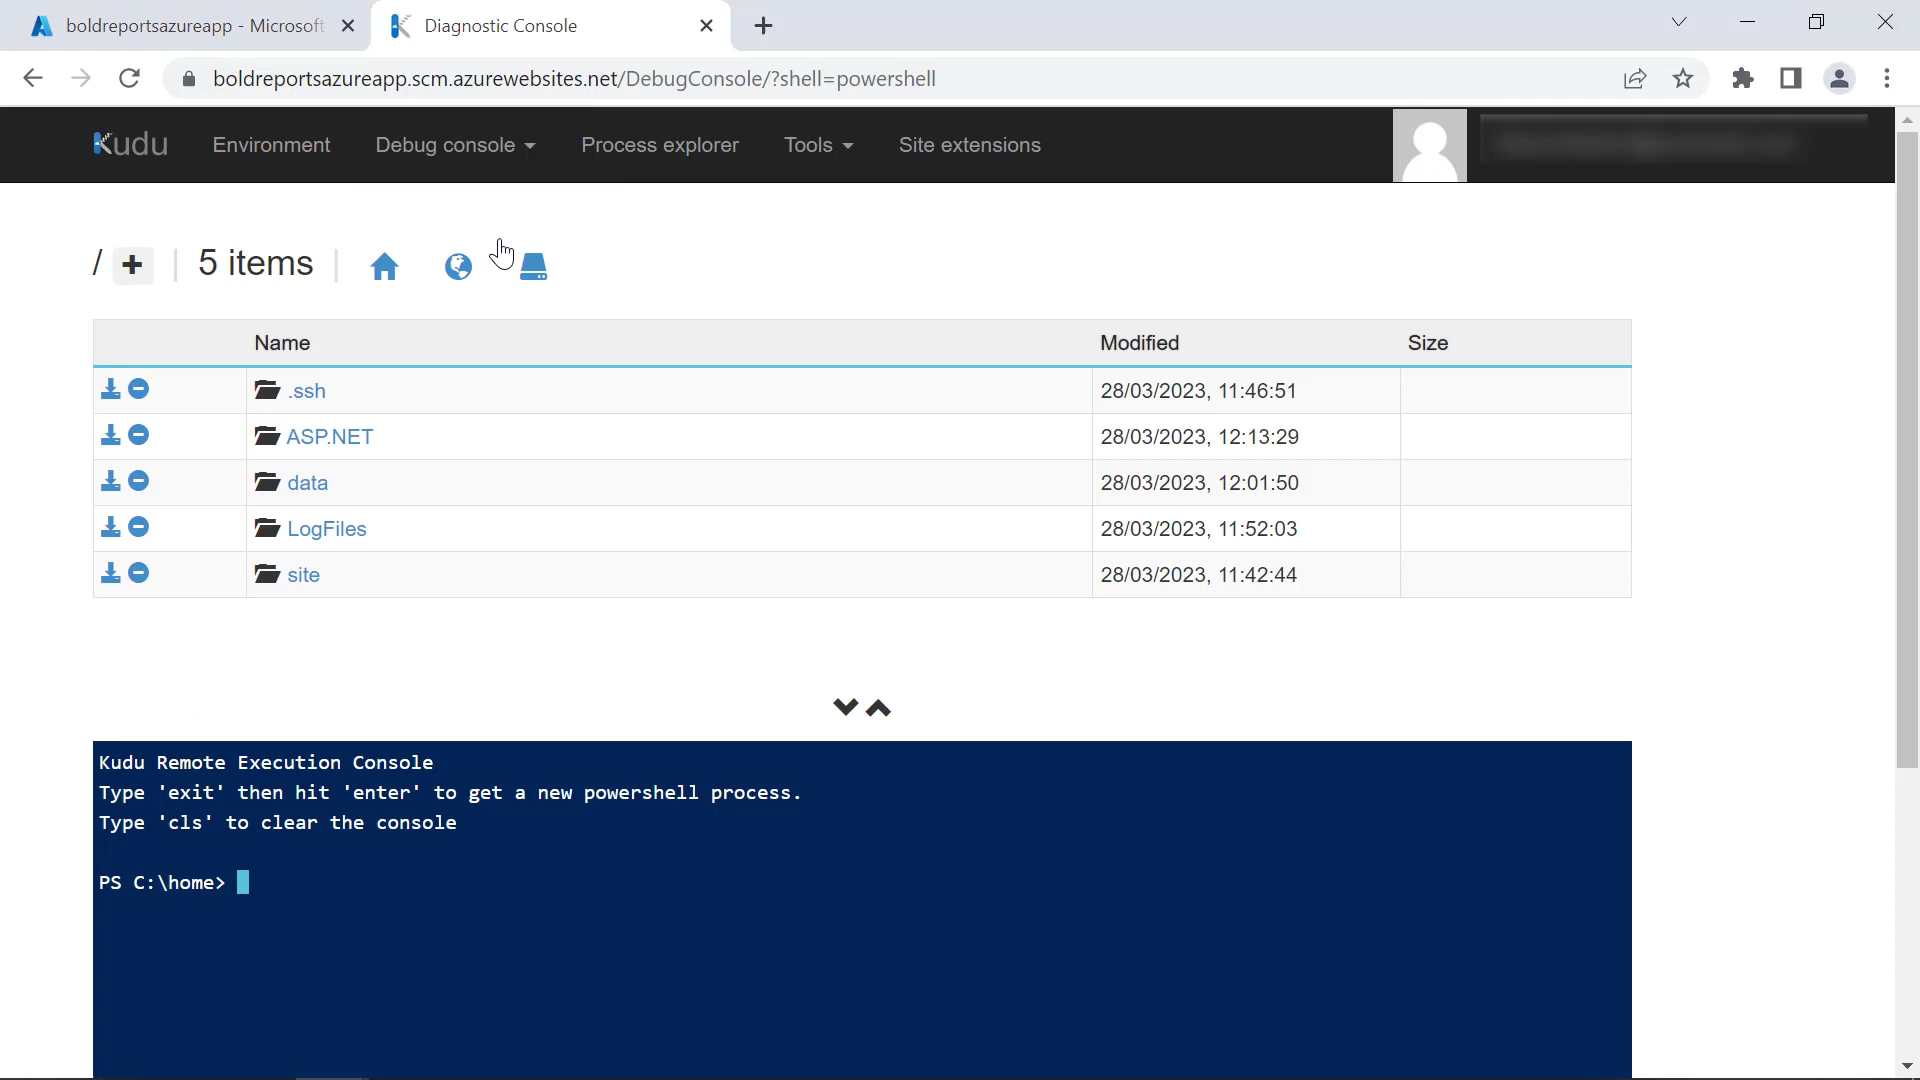 boldreportsazureapp - Microsoft
Diagnostic Console
boldreportsazureapp.scm.azurewebsites.net/DebugConsole/?shell=powershell
Kudu Environment Debug console Process explorer Tools Site extensions
/ + | 5 items |
Name Modified Size
.ssh 28/03/2023, 11:46:51
ASP.NET 28/03/2023, 12:13:29
data 28/03/2023, 12:01:50
LogFiles 28/03/2023, 11:52:03
site 28/03/2023, 11:42:44
Kudu Remote Execution Console
Type 'exit' then hit 'enter' to get a new powershell process.
Type 'cls' to clear the console
PS C:\home>